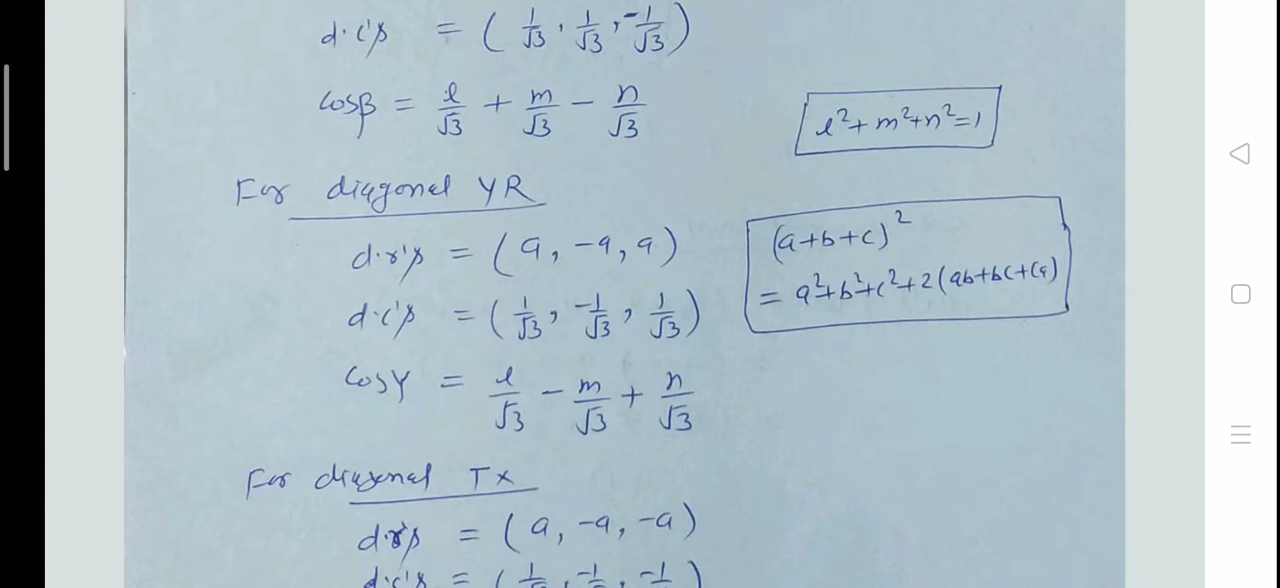 d.c's = ( 1/√3, 1/√3, -1/√3 )
cosβ = l/√3 + m/√3 - n/√3
l²+m²+n²=1
For diagonal YR
d.r's = (a, -a, a)
(a+b+c)²
= a²+b²+c²+2(ab+bc+ca)
d.c's = ( 1/√3, -1/√3, 1/√3 )
cosγ = l/√3 - m/√3 + n/√3
For diagonal TX
d.r's = (a, -a, -a)